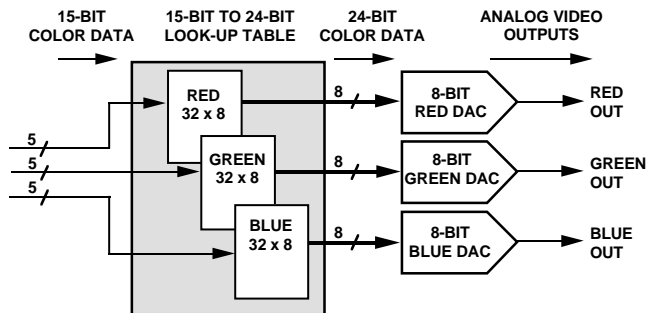 15-BIT
COLOR DATA
15-BIT TO 24-BIT
LOOK-UP TABLE
24-BIT
COLOR DATA
ANALOG VIDEO
OUTPUTS
RED
32 x 8
8
8-BIT
RED DAC
RED
OUT
5
GREEN
32 x 8
8
8-BIT
GREEN DAC
GREEN
OUT
5
5
BLUE
32 x 8
8
8-BIT
BLUE DAC
BLUE
OUT